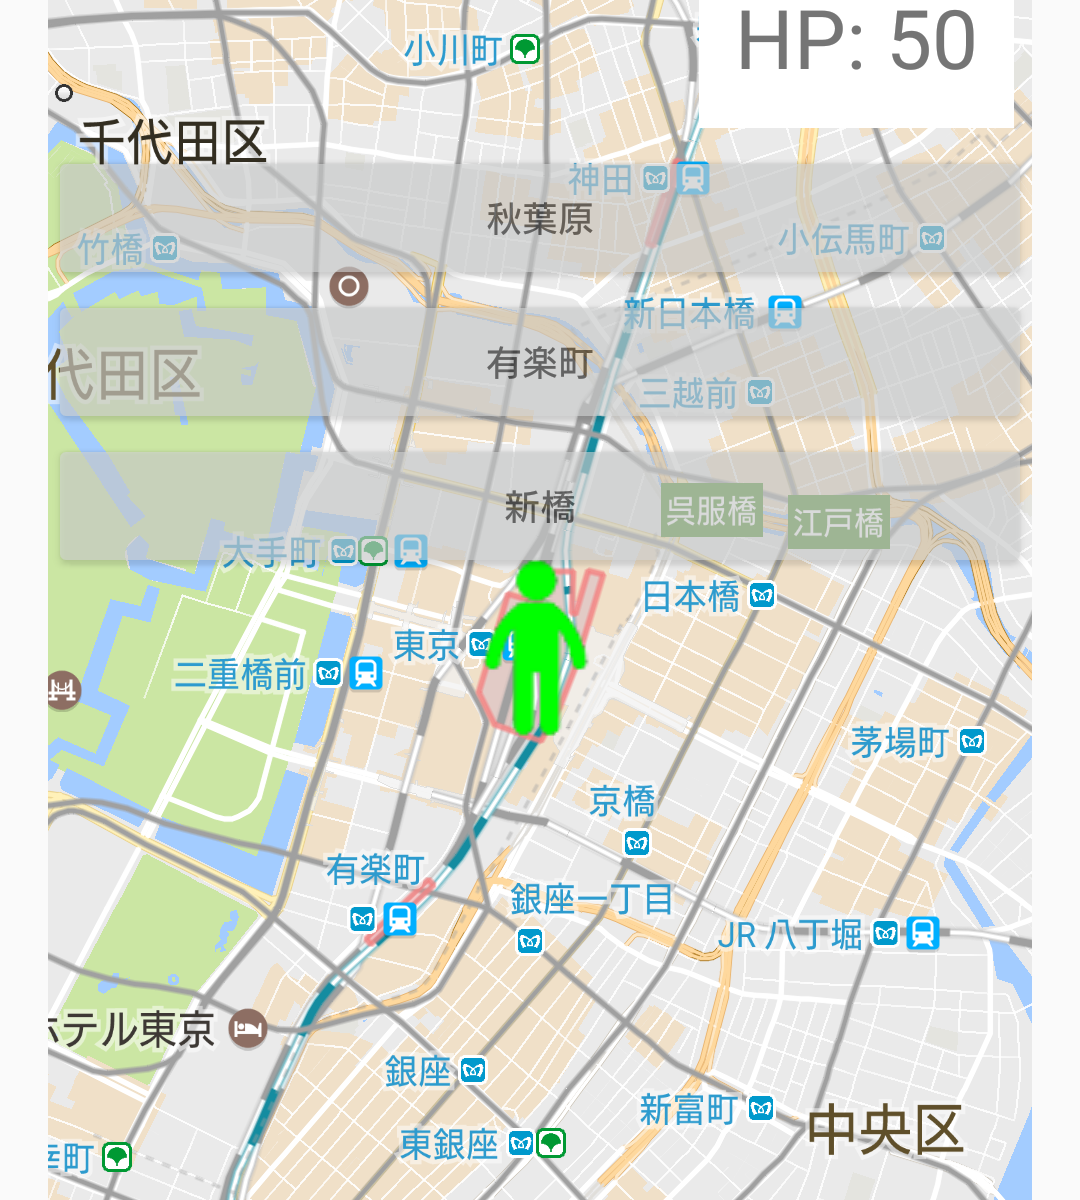 HP: 50
小川町
千代田区
神田
秋葉原
小伝馬町
竹橋
新日本橋
有楽町
代田区
三越前
新橋
呉服橋
江戸橋
大手町
日本橋
東京
二重橋前
茅場町
京橋
有楽町
銀座一丁目
JR 八丁堀
ホテル東京
銀座
新富町
中央区
東銀座
幸町